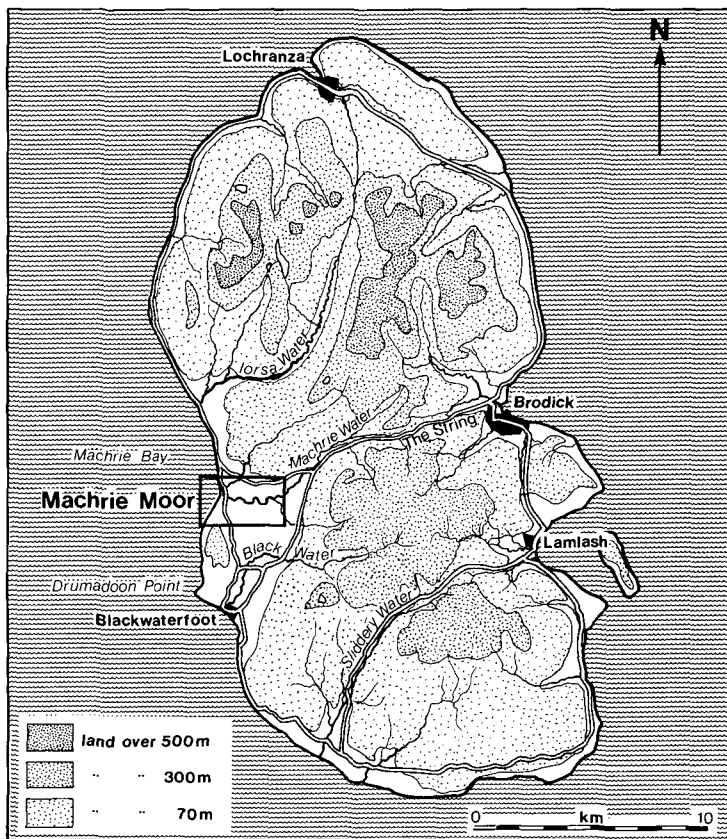 Lochranza
N
Iorsa Water
Brodick
Machrie Water
The String
Machrie Bay
Machrie Moor
Black Water
Lamlash
Drumadoon Point
Blackwaterfoot
Sliddery Water
land over 500m
" " 300m
" " 70m
0 km 10